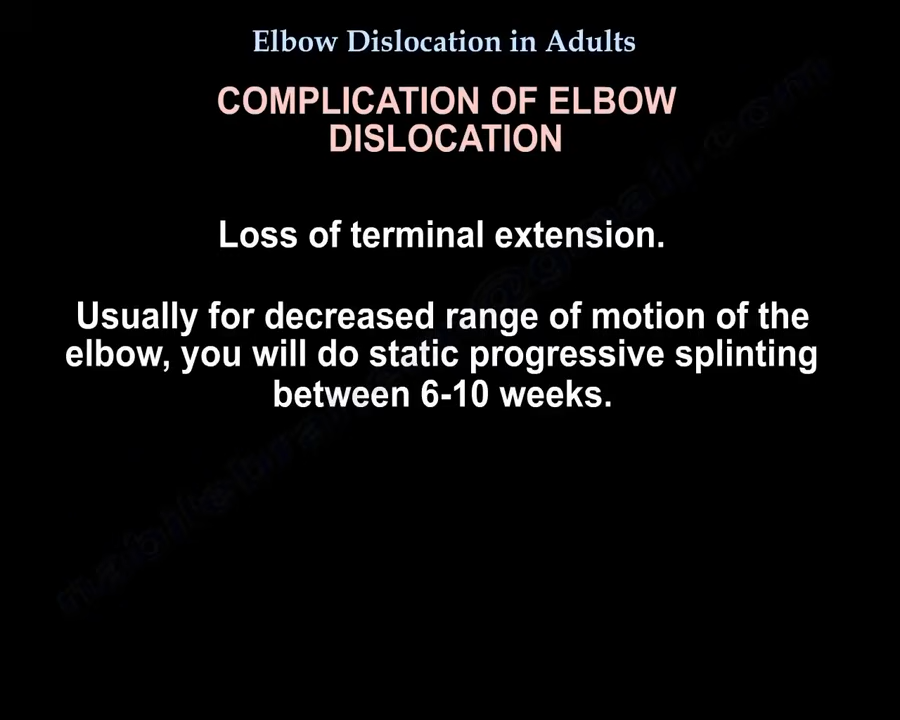 Elbow Dislocation in Adults
COMPLICATION OF ELBOW
DISLOCATION
Loss of terminal extension.
Usually for decreased range of motion of the
elbow, you will do static progressive splinting
between 6-10 weeks.